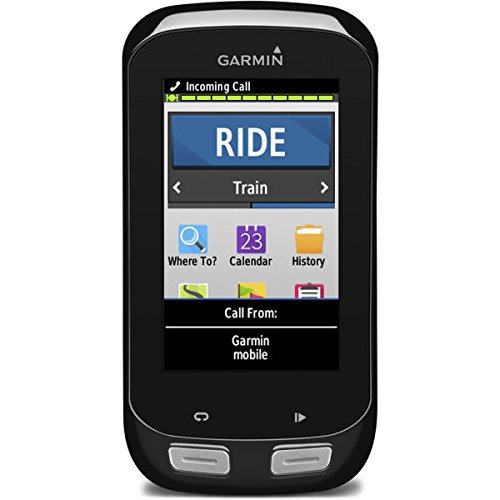 GARMIN
Incoming Call
RIDE
Train
23
Where To? Calendar History
Call From:
Garmin
mobile